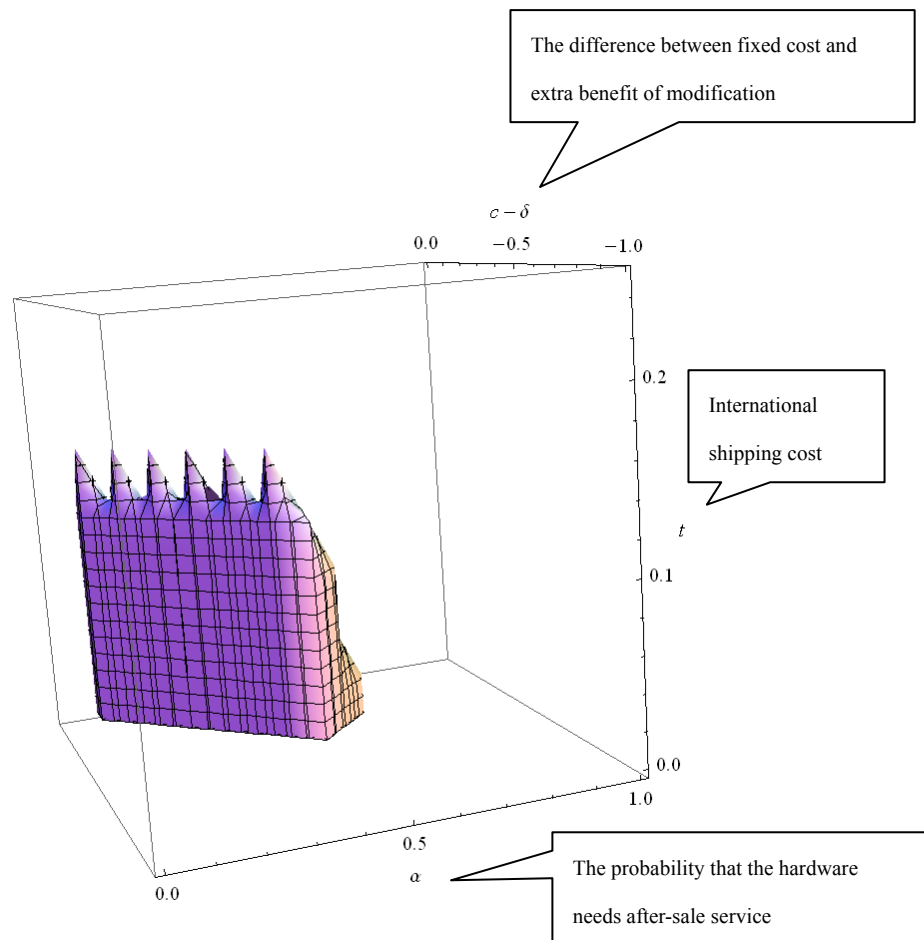 The difference between fixed cost and
extra benefit of modification
c − δ
0.0 −0.5 −1.0
0.2
International
shipping cost
t
0.1
0.0
1.0
0.5
α
0.0
The probability that the hardware
needs after-sale service